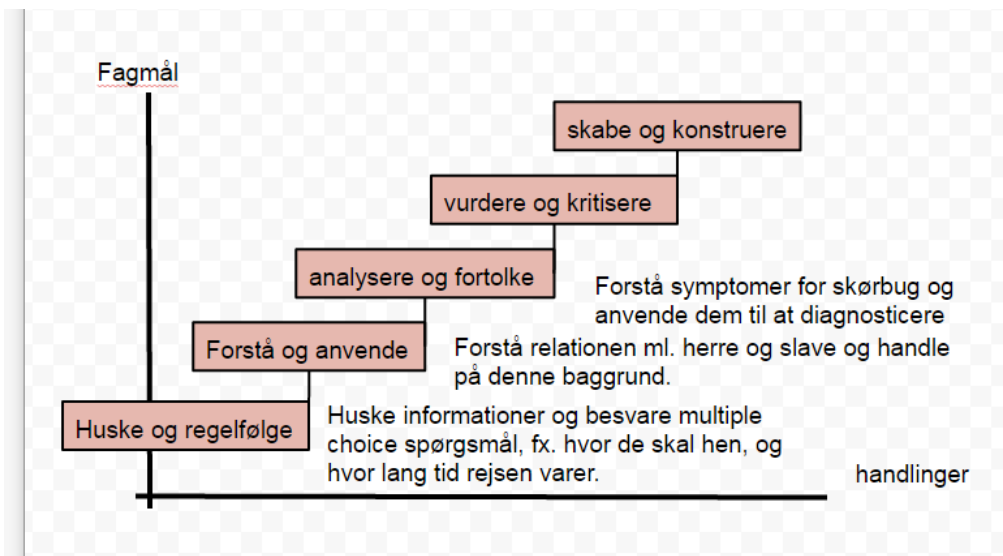 Fagmål
skabe og konstruere
vurdere og kritisere
analysere og fortolke
Forstå symptomer for skørbug og
anvende dem til at diagnosticere
Forstå og anvende
Forstå relationen ml. herre og slave og handle
på denne baggrund.
Huske og regelfølge
Huske informationer og besvare multiple
choice spørgsmål, fx. hvor de skal hen, og
hvor lang tid rejsen varer.
handlinger